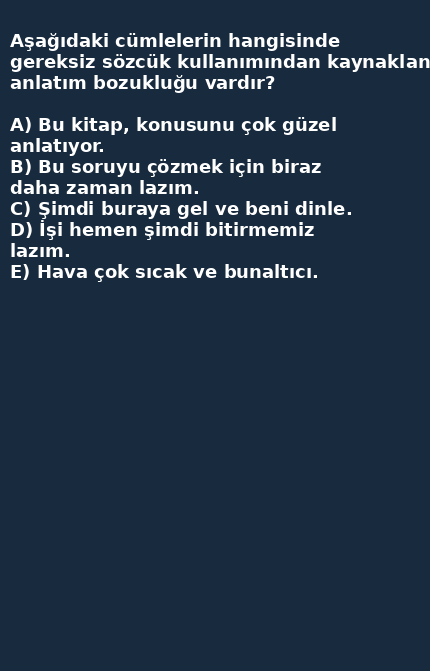 Aşağıdaki cümlelerin hangisinde
gereksiz sözcük kullanımından kaynaklan
anlatım bozukluğu vardır?
A) Bu kitap, konusunu çok güzel
anlatıyor.
B) Bu soruyu çözmek için biraz
daha zaman lazım.
C) Şimdi buraya gel ve beni dinle.
D) İşi hemen şimdi bitirmemiz
lazım.
E) Hava çok sıcak ve bunaltıcı.